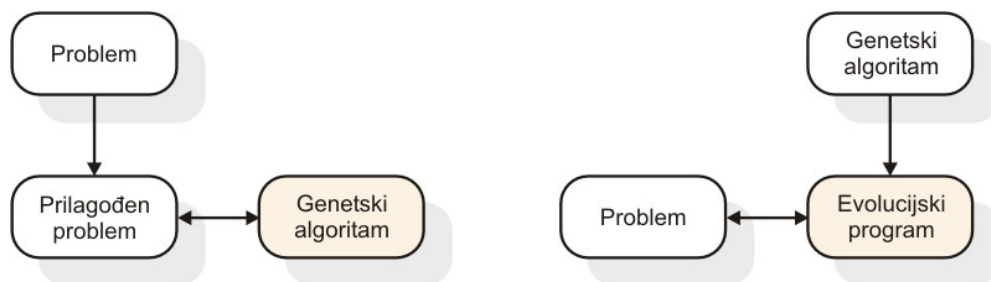 Problem
Genetski
algoritam
Prilagođen
problem
Genetski
algoritam
Problem
Evolucijski
program